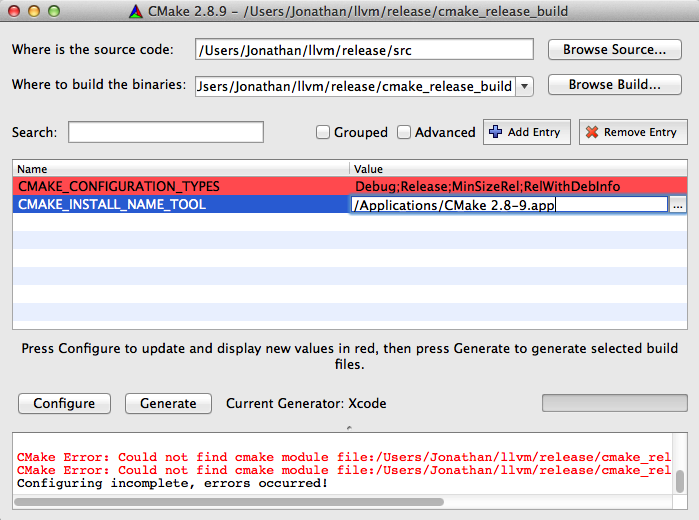 CMake 2.8.9 - /Users/Jonathan/llvm/release/cmake_release_build
Where is the source code: /Users/Jonathan/llvm/release/src Browse Source...
Where to build the binaries: Jsers/Jonathan/llvm/release/cmake_release_build Browse Build...
Search: Grouped Advanced Add Entry Remove Entry
Name Value
CMAKE_CONFIGURATION_TYPES Debug;Release;MinSizeRel;RelWithDebInfo
CMAKE_INSTALL_NAME_TOOL /Applications/CMake 2.8-9.app ...
Press Configure to update and display new values in red, then press Generate to generate selected build
files.
Configure Generate Current Generator: Xcode
CMake Error: Could not find cmake module file:/Users/Jonathan/llvm/release/cmake_rel
CMake Error: Could not find cmake module file:/Users/Jonathan/llvm/release/cmake_rel
Configuring incomplete, errors occurred!